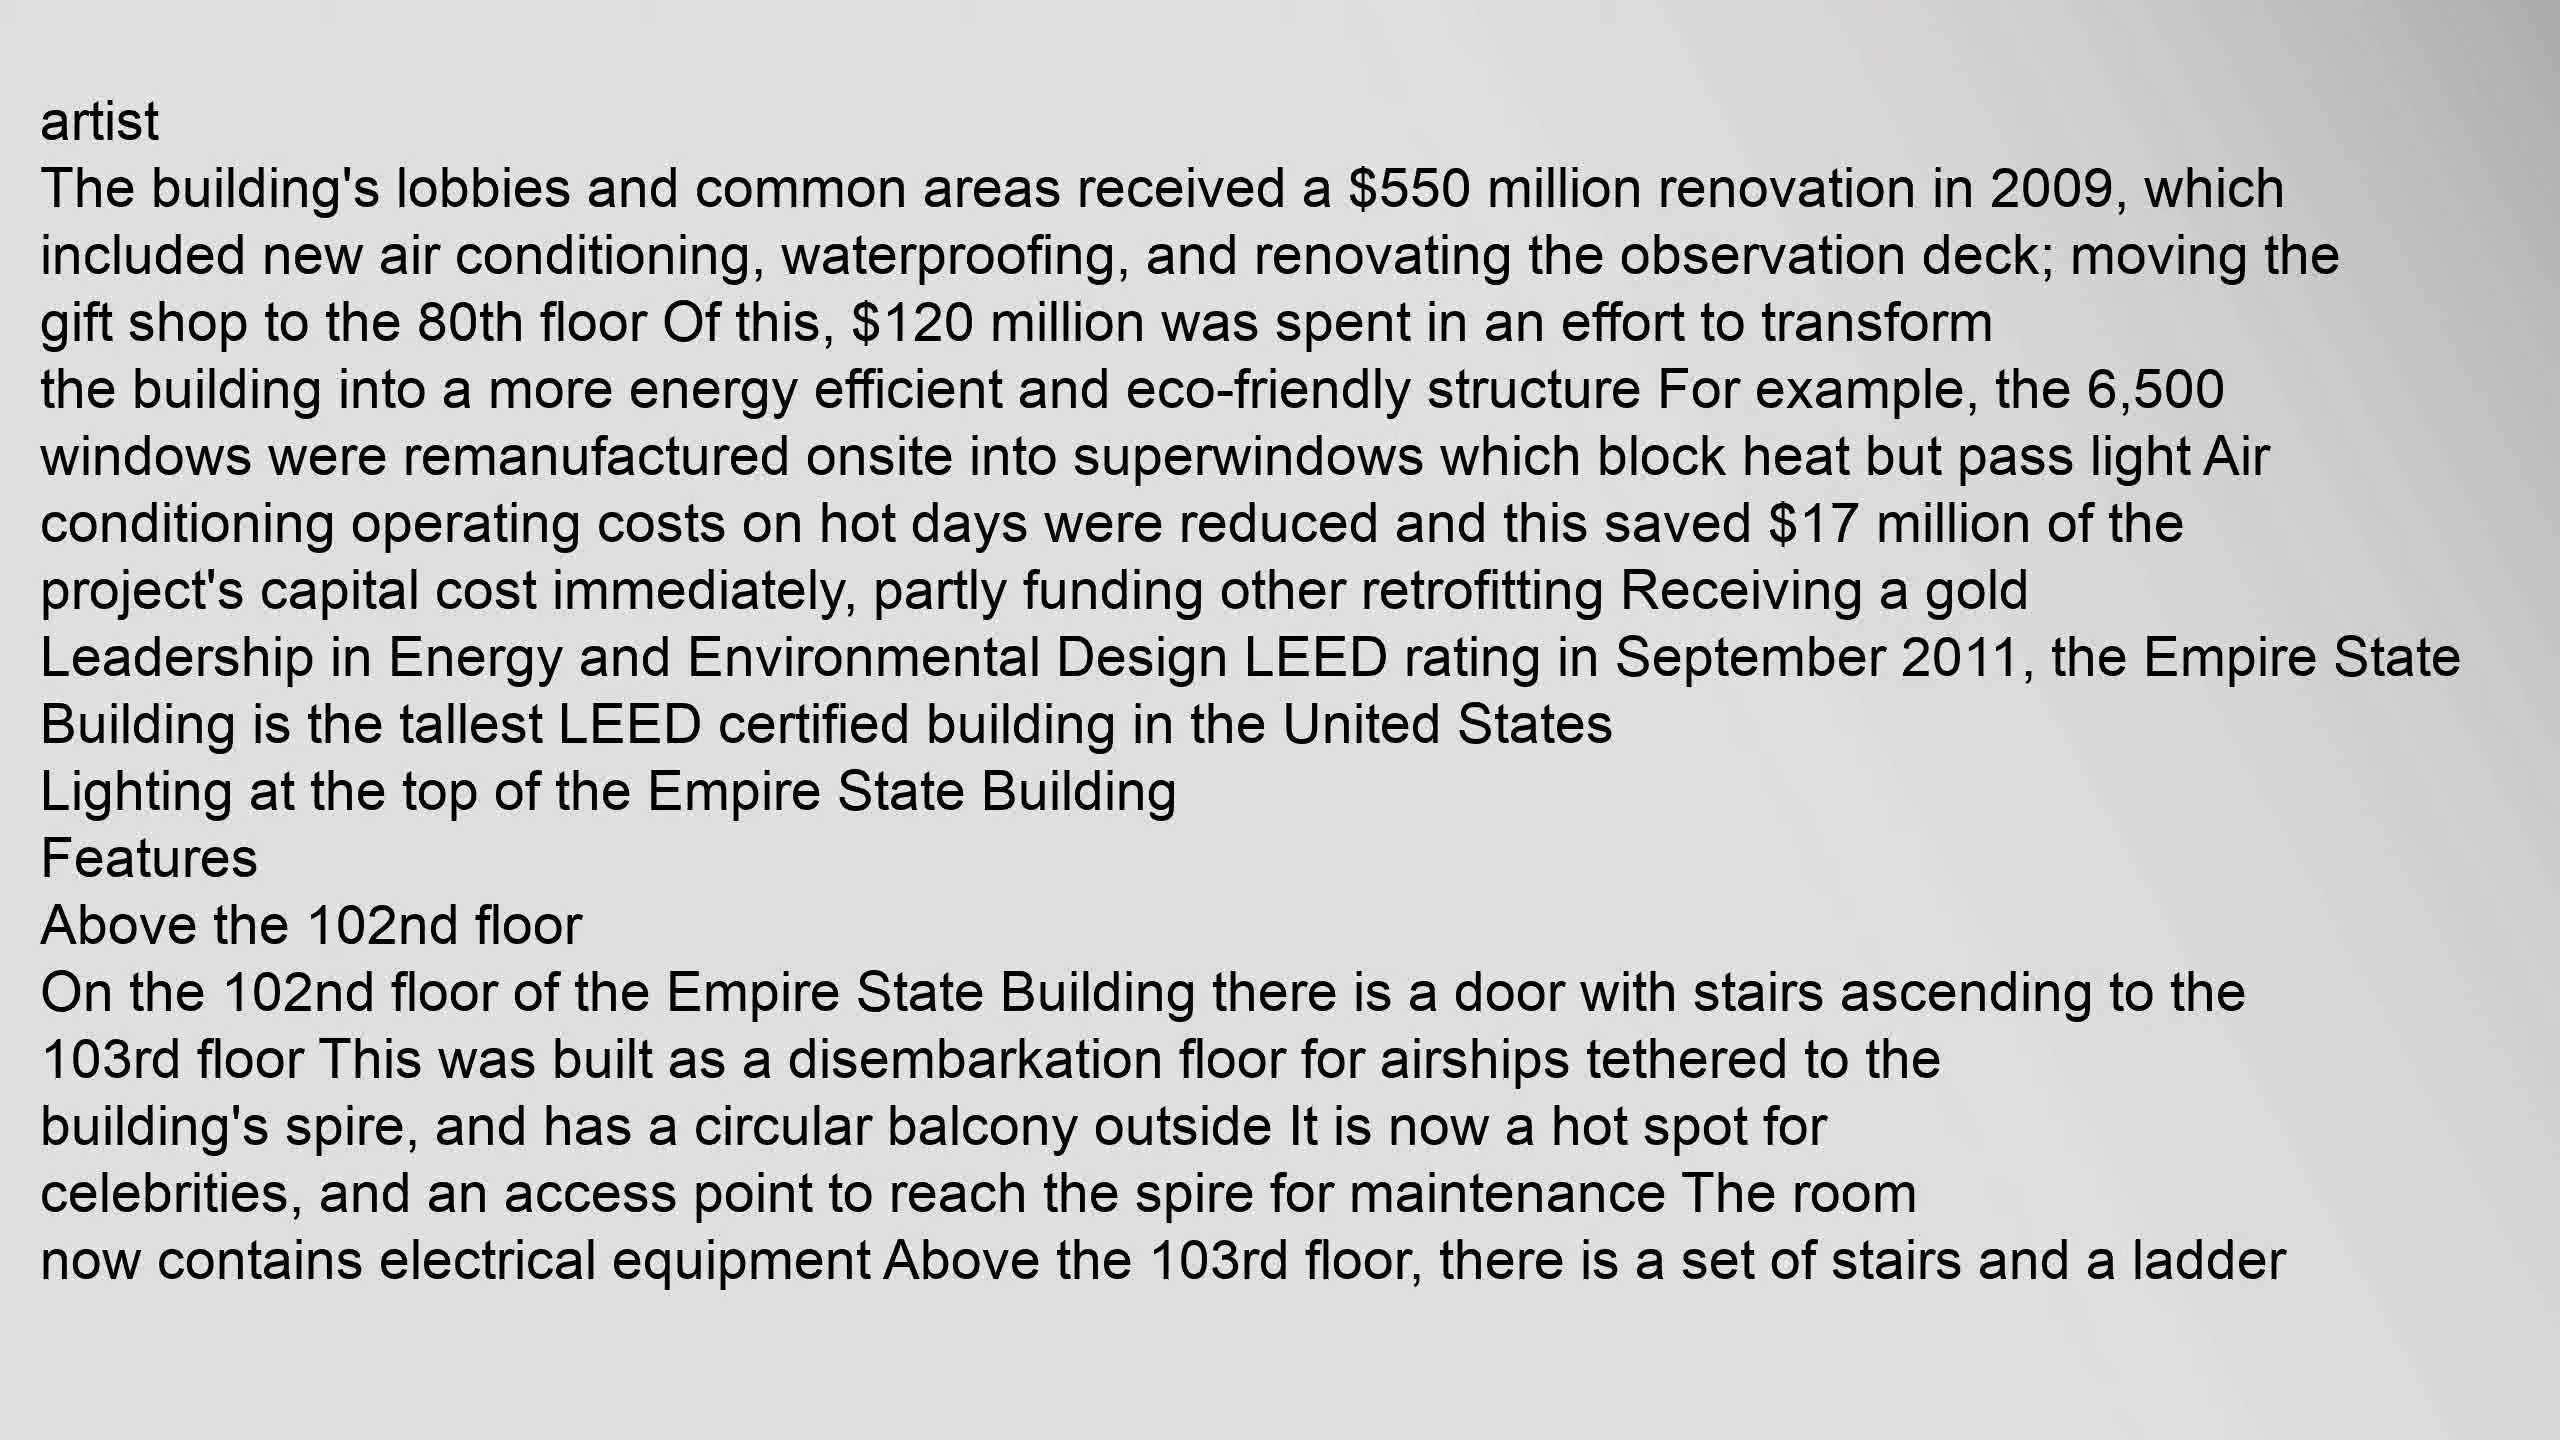 artist
The building's lobbies and common areas received a $550 million renovation in 2009, which
included new air conditioning, waterproofing, and renovating the observation deck; moving the
gift shop to the 80th floor Of this, $120 million was spent in an effort to transform
the building into a more energy efficient and eco-friendly structure For example, the 6,500
windows were remanufactured onsite into superwindows which block heat but pass light Air
conditioning operating costs on hot days were reduced and this saved $17 million of the
project's capital cost immediately, partly funding other retrofitting Receiving a gold
Leadership in Energy and Environmental Design LEED rating in September 2011, the Empire State
Building is the tallest LEED certified building in the United States
Lighting at the top of the Empire State Building
Features
Above the 102nd floor
On the 102nd floor of the Empire State Building there is a door with stairs ascending to the
103rd floor This was built as a disembarkation floor for airships tethered to the
building's spire, and has a circular balcony outside It is now a hot spot for
celebrities, and an access point to reach the spire for maintenance The room
now contains electrical equipment Above the 103rd floor, there is a set of stairs and a ladder